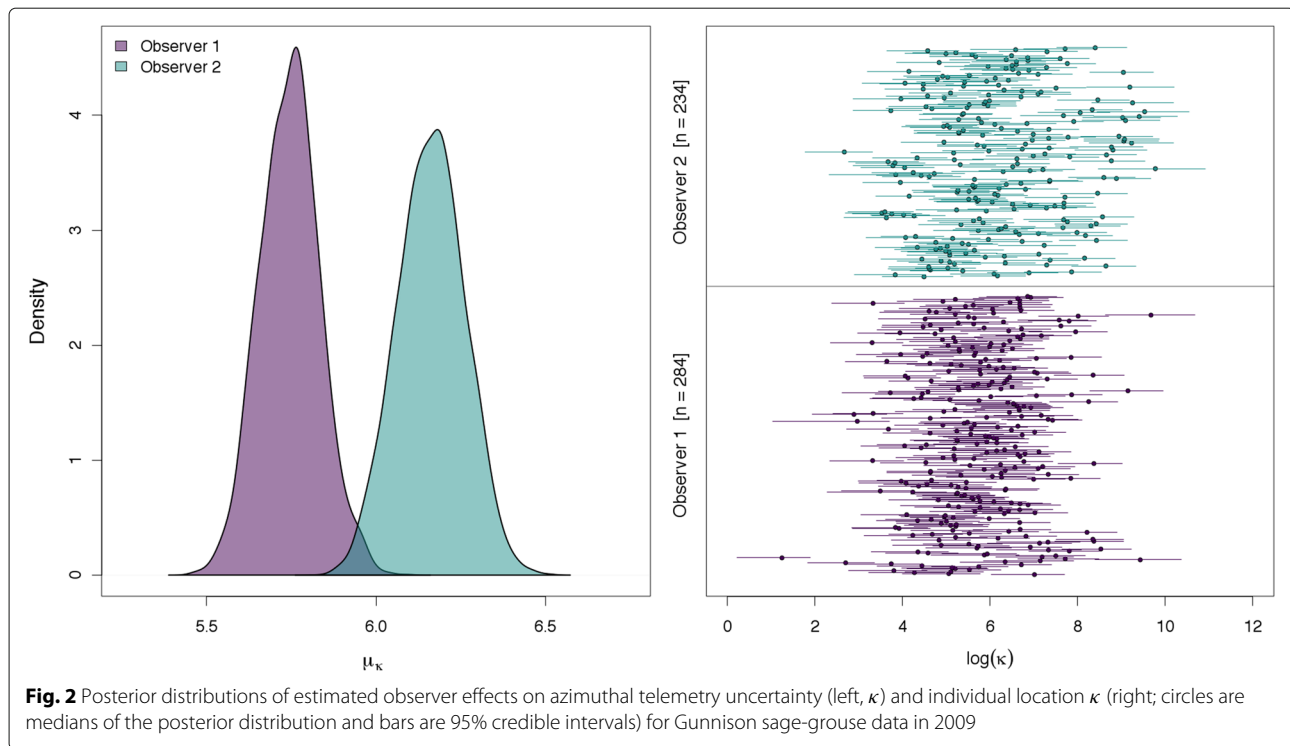 Observer 1
Observer 2
Density
0
1
2
3
4
5.5
6.0
6.5
μκ
Observer 2 [n = 234]
Observer 1 [n = 284]
0
2
4
6
8
10
12
log(κ)
Fig. 2 Posterior distributions of estimated observer effects on azimuthal telemetry uncertainty (left, κ) and individual location κ (right; circles are
medians of the posterior distribution and bars are 95% credible intervals) for Gunnison sage-grouse data in 2009